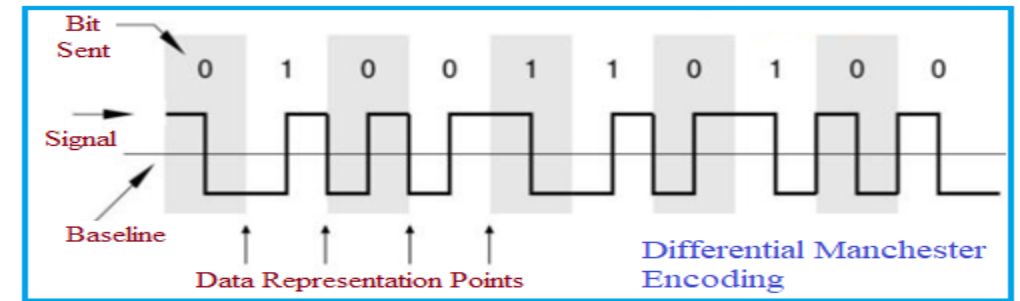 Bit
Sent
0 1 0 0 1 1 0 1 0 0
Signal
Baseline
Data Representation Points
Differential Manchester
Encoding